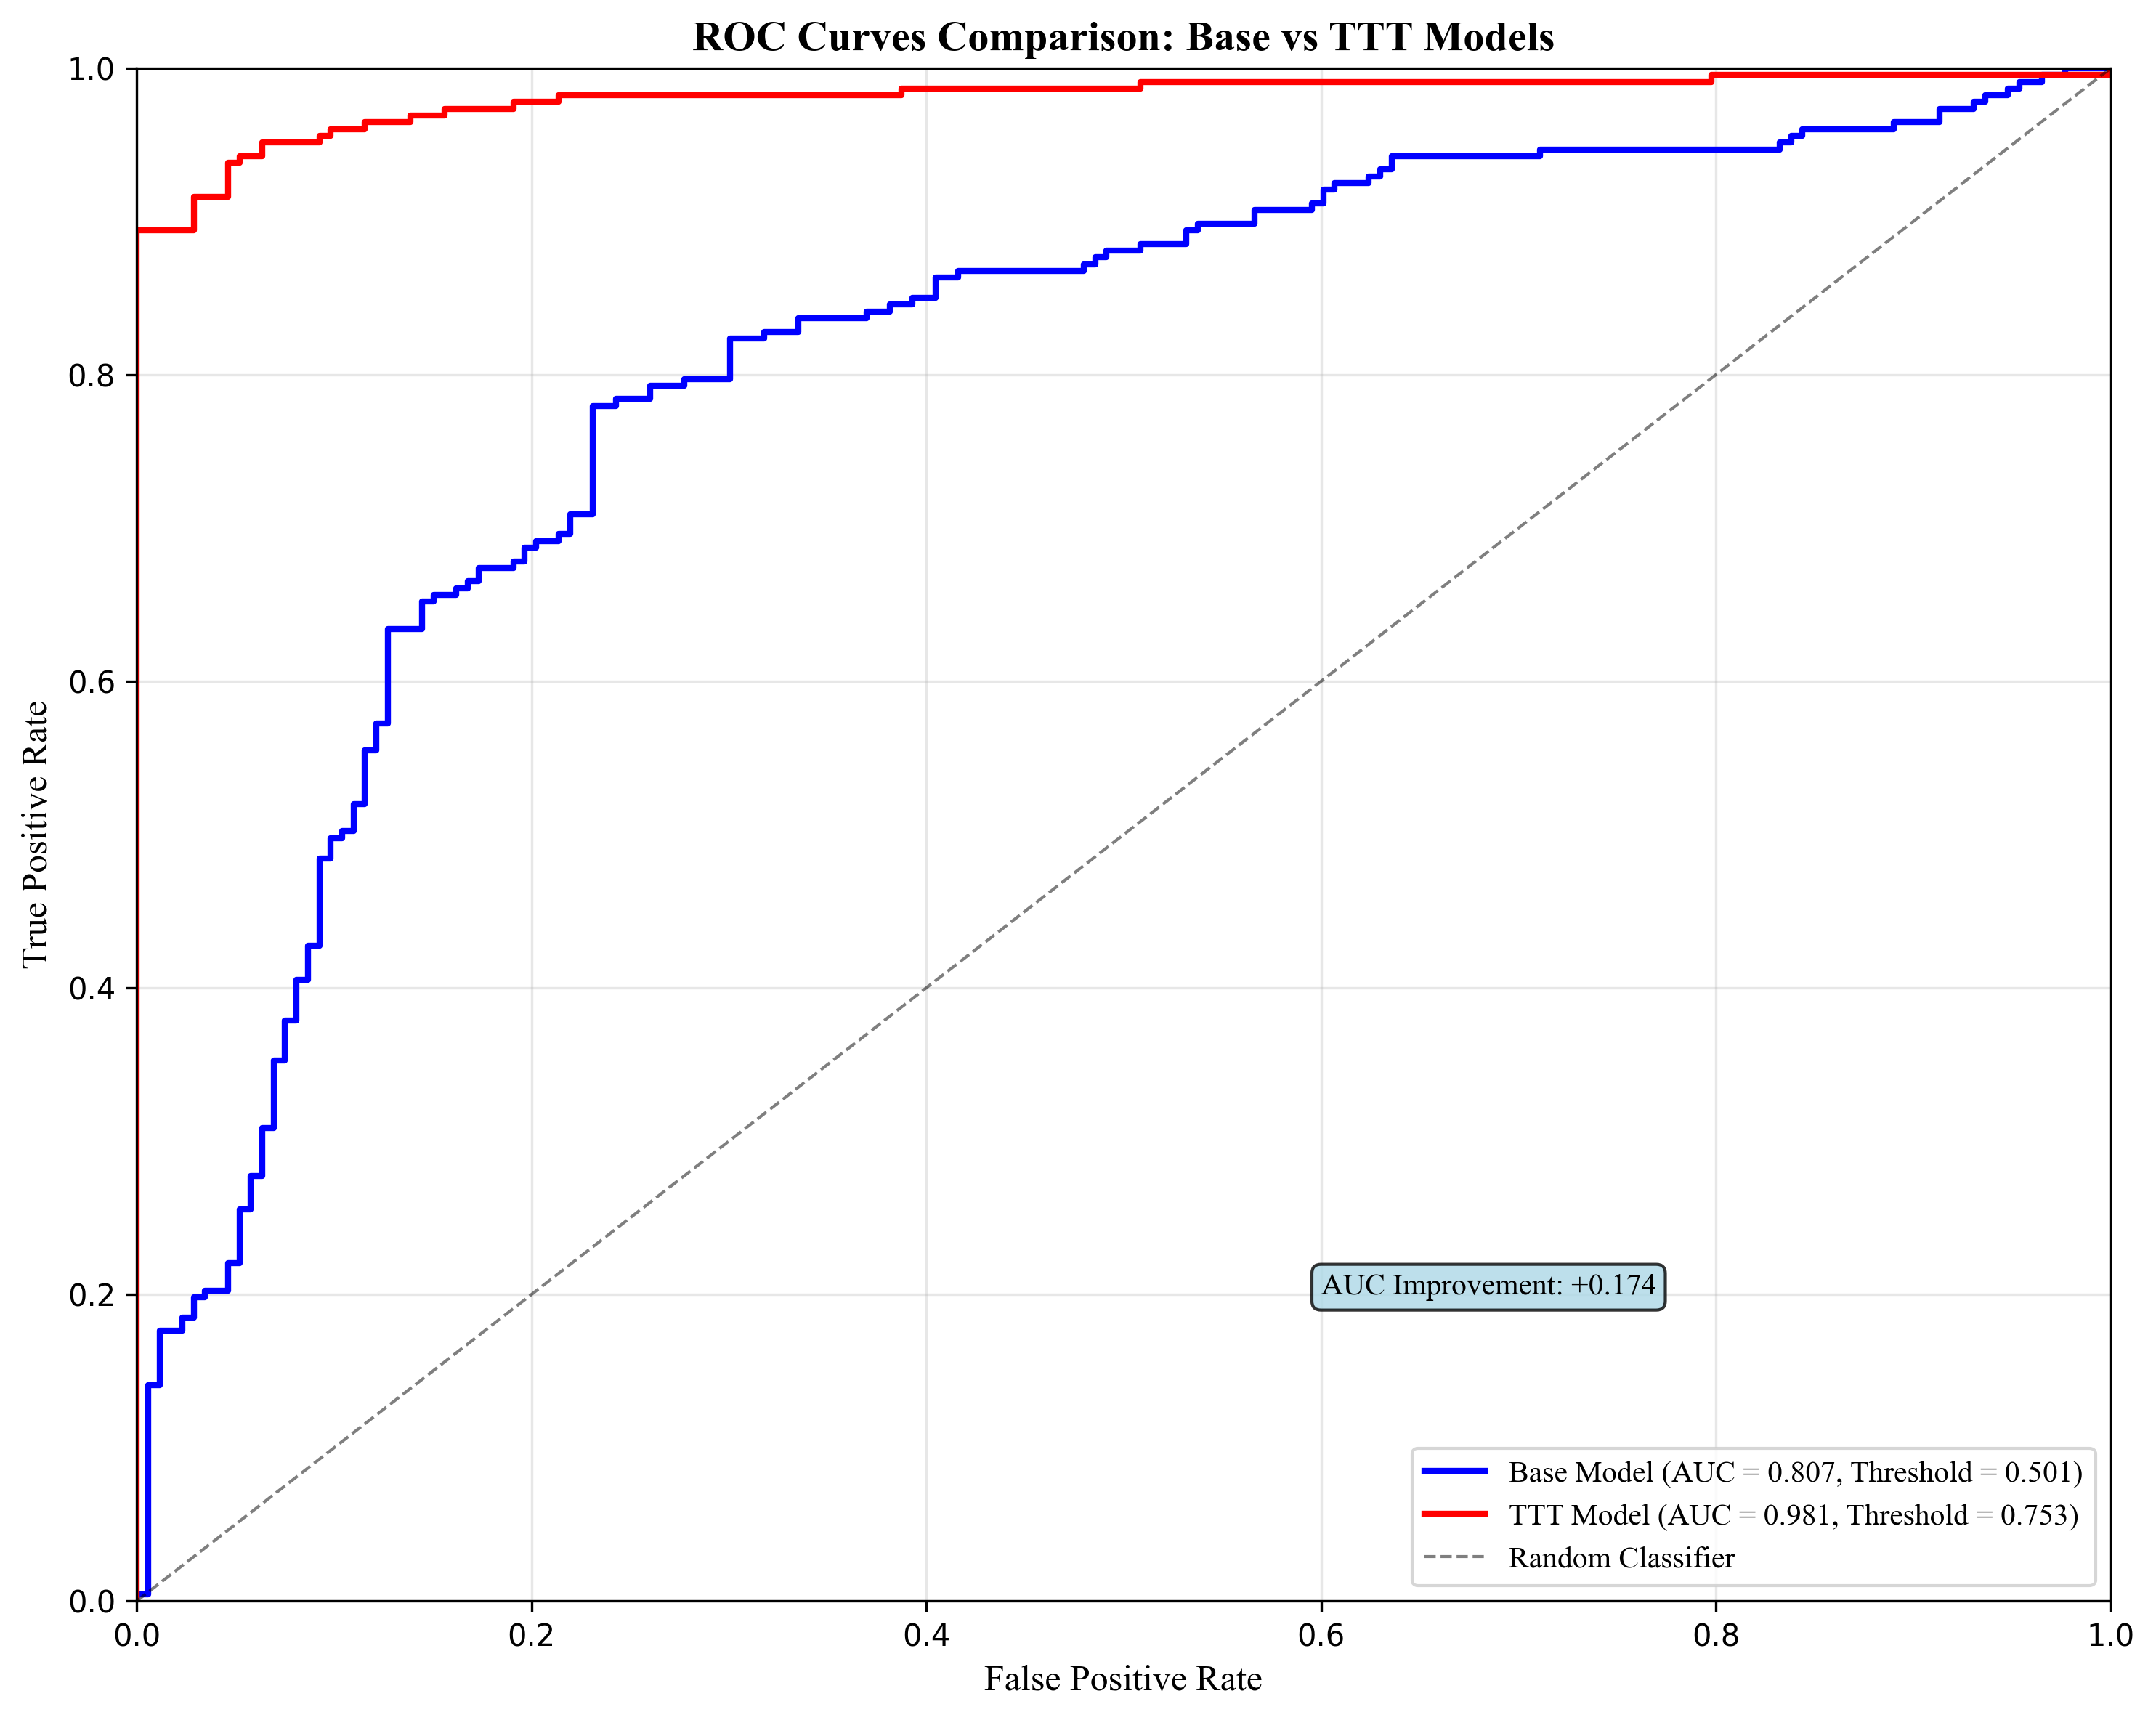 ROC Curves Comparison: Base vs TTT Models
1.0
0.8
0.6
0.4
0.2
0.0
True Positive Rate
AUC Improvement: +0.174
Base Model (AUC = 0.807, Threshold = 0.501)
TTT Model (AUC = 0.981, Threshold = 0.753)
Random Classifier
0.0 0.2 0.4 0.6 0.8 1.0
False Positive Rate